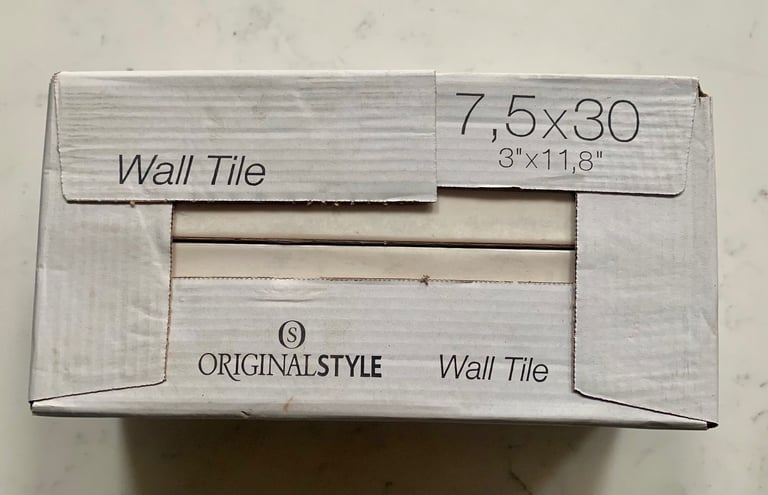 7,5x30
3"x11,8"
Wall Tile
S
ORIGINALSTYLE
Wall Tile